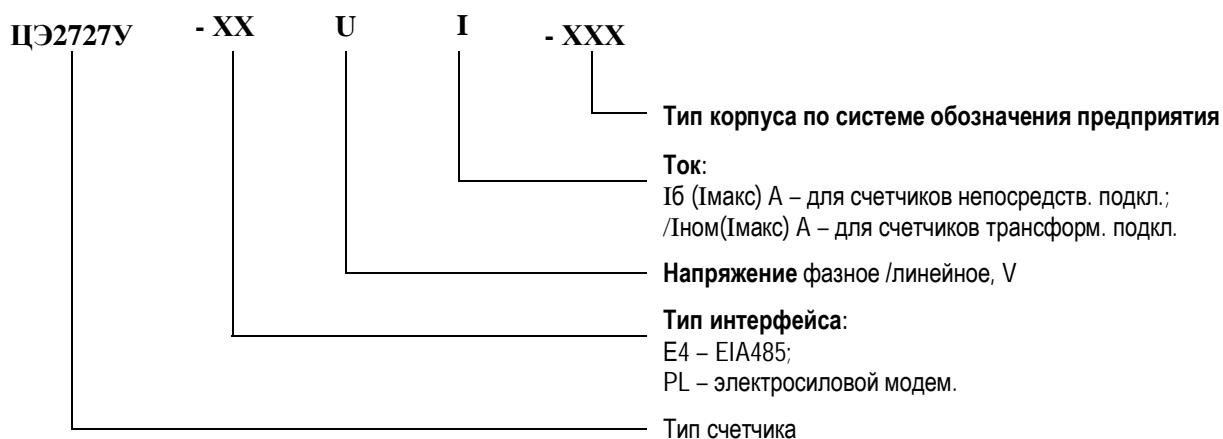 ЦЭ2727У - XX U I - XXX
Тип корпуса по системе обозначения предприятия
Ток:
Iб (Iмакс) А – для счетчиков непосредств. подкл.;
/Iном(Iмакс) А – для счетчиков трансформ. подкл.
Напряжение фазное /линейное, V
Тип интерфейса:
E4 – EIA485;
PL – электросиловой модем.
Тип счетчика